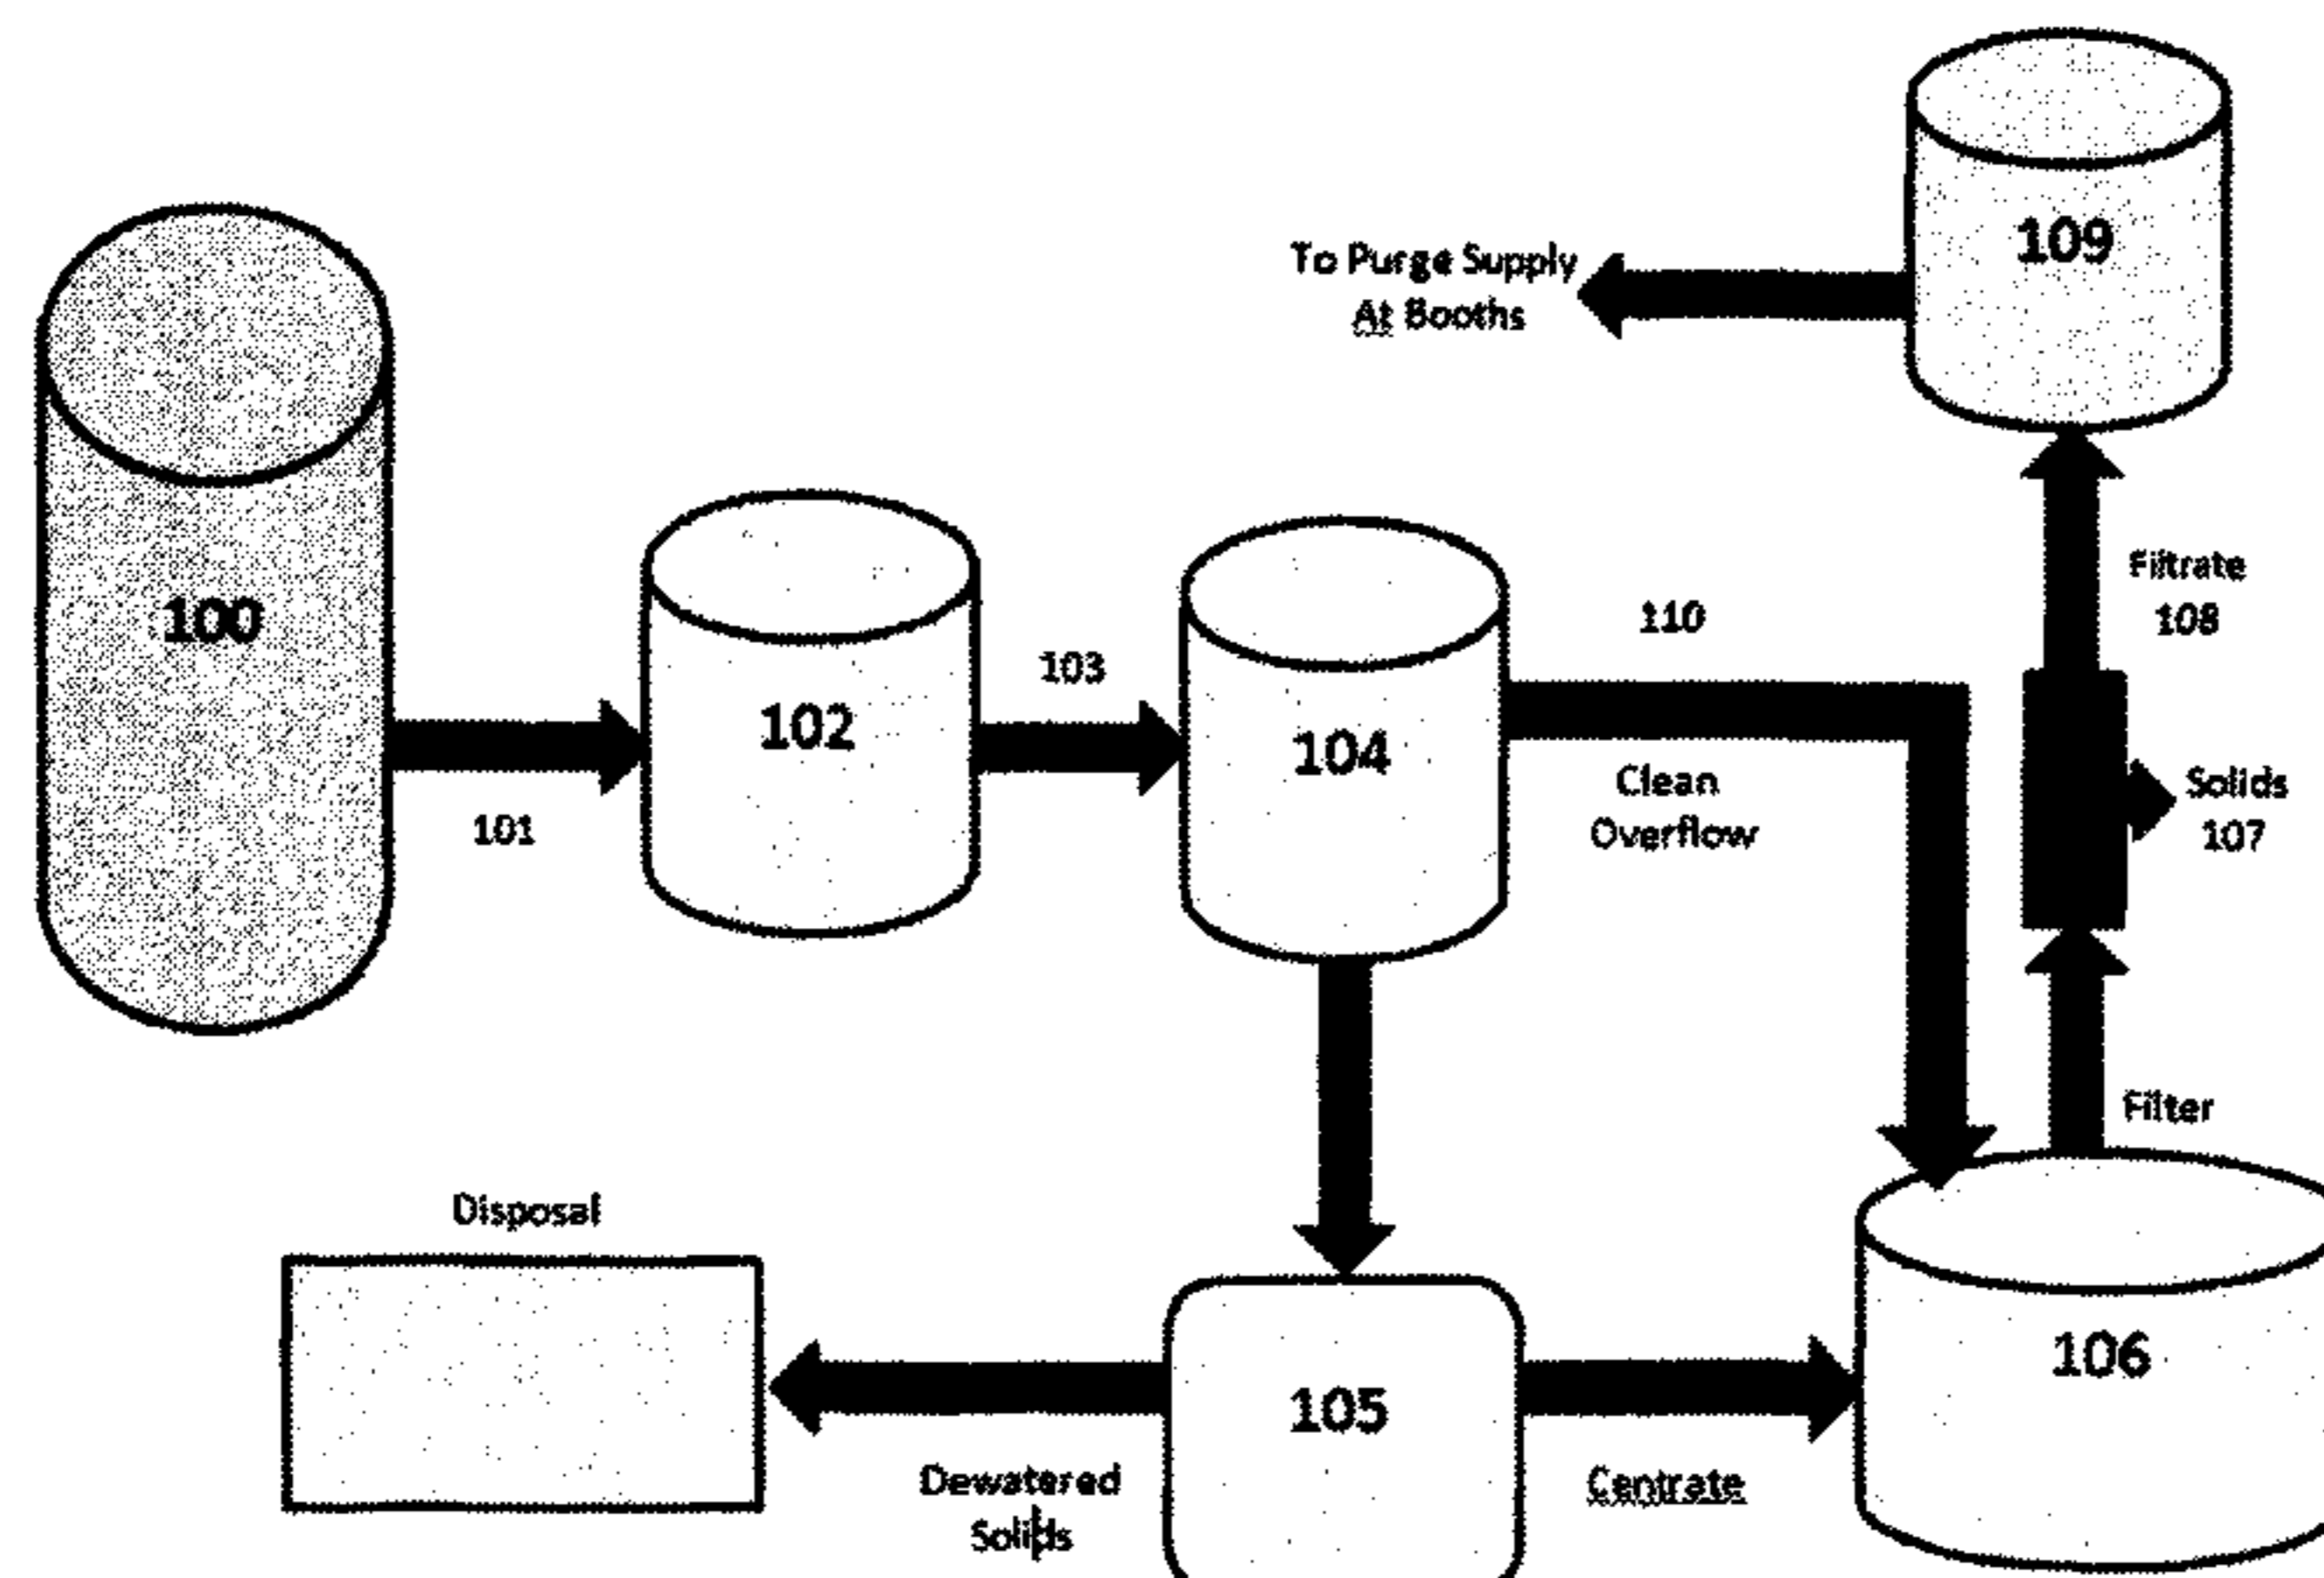 109
To Purge Supply
At Booths
100
Filtrate
108
110
103
102
104
Clean
Overflow
Solids
107
101
Filter
Disposal
106
105
Dewatered
Solids
Centrate